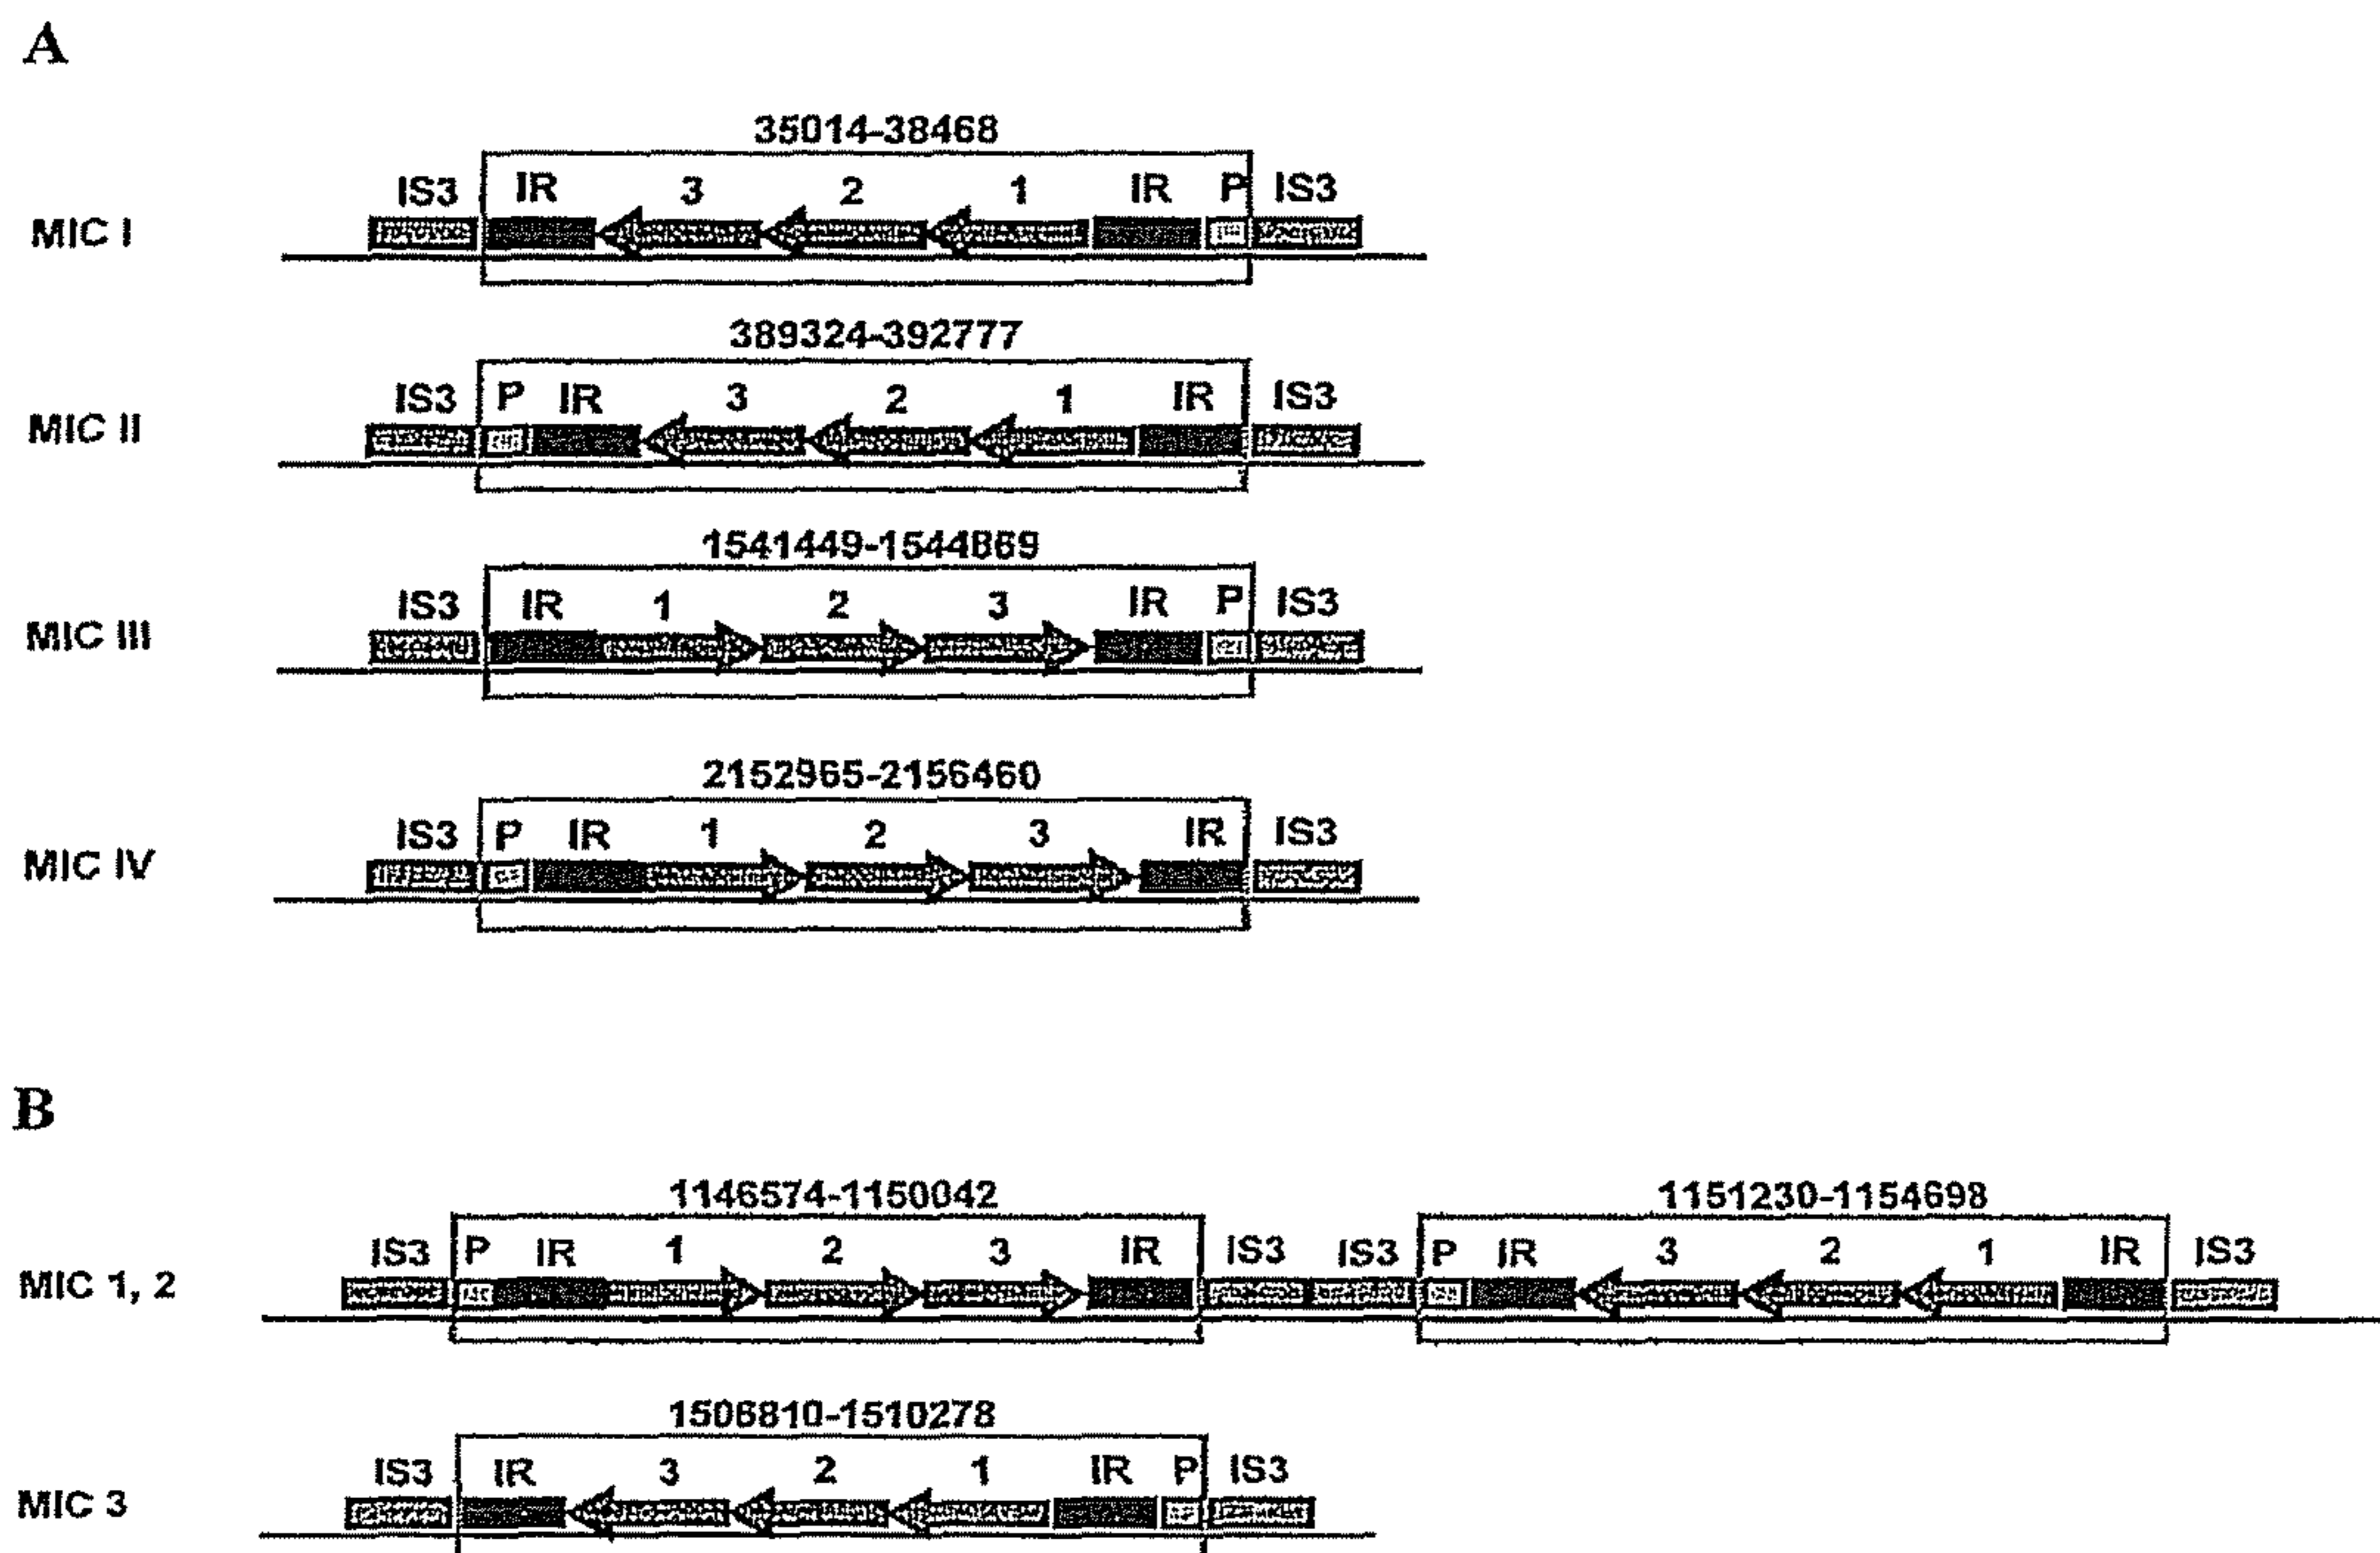 A
35014-38468
IS3 IR 3 2 1 IR P IS3
MIC I
389324-392777
IS3 P IR 3 2 1 IR IS3
MIC II
1541449-1544869
IS3 IR 1 2 3 IR P IS3
MIC III
2152965-2156460
IS3 P IR 1 2 3 IR IS3
MIC IV
B
1146574-1150042 1151230-1154698
IS3 P IR 1 2 3 IR IS3 IS3 P IR 3 2 1 IR IS3
MIC 1, 2
1506810-1510278
IS3 IR 3 2 1 IR P IS3
MIC 3